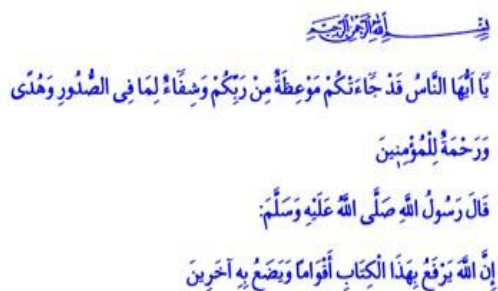 بِسْمِ اللهِ الرَّحْمٰنِ الرَّحِيمِ
يَٓا اَيُّهَا النَّاسُ قَدْ جَٓاءَتْكُمْ مَوْعِظَةٌ مِنْ رَبِّكُمْ وَشِفَٓاءٌ لِمَا فِى الصُّدُورِ وَهُدًى
وَرَحْمَةٌ لِلْمُؤْمِنِينَ
قَالَ رَسُولُ اللَّهِ صَلَّى اللَّهُ عَلَيْهِ وَسَلَّمَ:
إِنَّ اللَّهَ يَرْفَعُ بِهَذَا الْكِتَابِ أَقْوَامًا وَيَضَعُ بِهِ آخَرِينَ